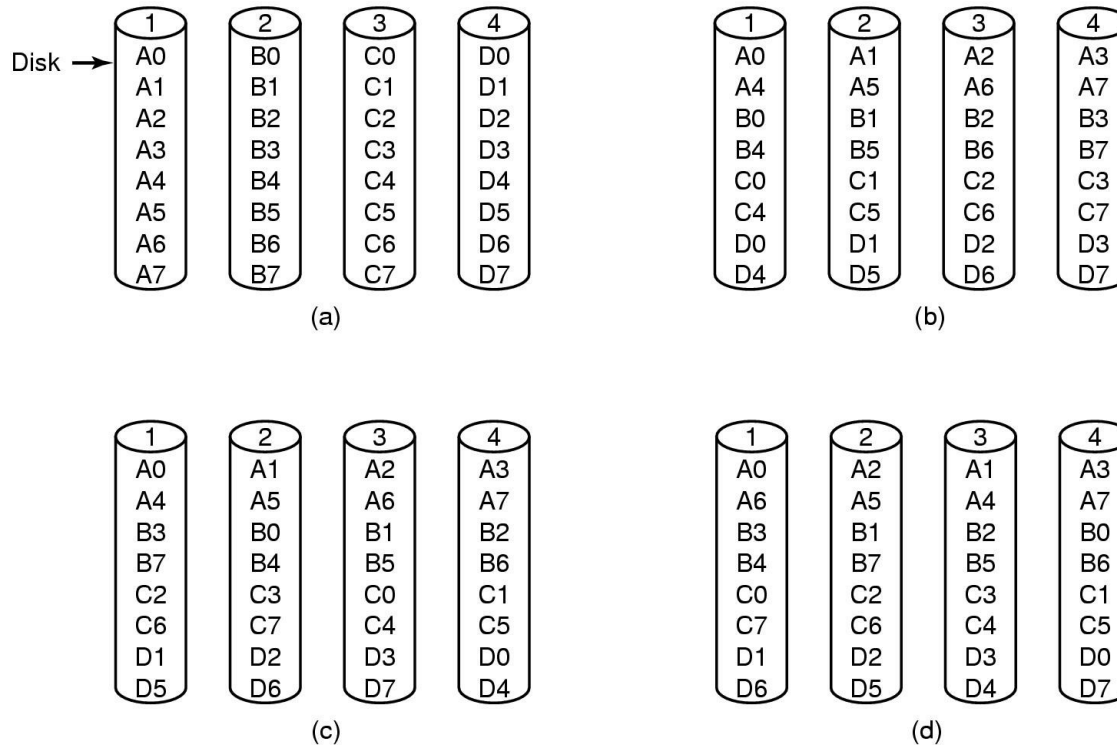 1 2 3 4 1 2 3 4
Disk A0 B0 C0 D0 A0 A1 A2 A3
A1 B1 C1 D1 A4 A5 A6 A7
A2 B2 C2 D2 B0 B1 B2 B3
A3 B3 C3 D3 B4 B5 B6 B7
A4 B4 C4 D4 C0 C1 C2 C3
A5 B5 C5 D5 C4 C5 C6 C7
A6 B6 C6 D6 D0 D1 D2 D3
A7 B7 C7 D7 D4 D5 D6 D7
(a) (b)
1 2 3 4 1 2 3 4
A0 A1 A2 A3 A0 A2 A1 A3
A4 A5 A6 A7 A6 A5 A4 A7
B3 B0 B1 B2 B3 B1 B2 B0
B7 B4 B5 B6 B4 B7 B5 B6
C2 C3 C0 C1 C0 C2 C3 C1
C6 C7 C4 C5 C7 C6 C4 C5
D1 D2 D3 D0 D1 D2 D3 D0
D5 D6 D7 D4 D6 D5 D4 D7
(c) (d)